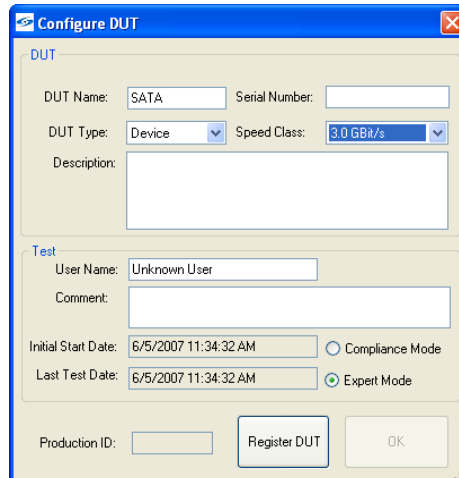 Configure DUT
DUT
DUT Name: SATA Serial Number:
DUT Type: Device Speed Class: 3.0 GBit/s
Description:
Test
User Name: Unknown User
Comment:
Initial Start Date: 6/5/2007 11:34:32 AM Compliance Mode
Last Test Date: 6/5/2007 11:34:32 AM Expert Mode
Production ID: Register DUT OK